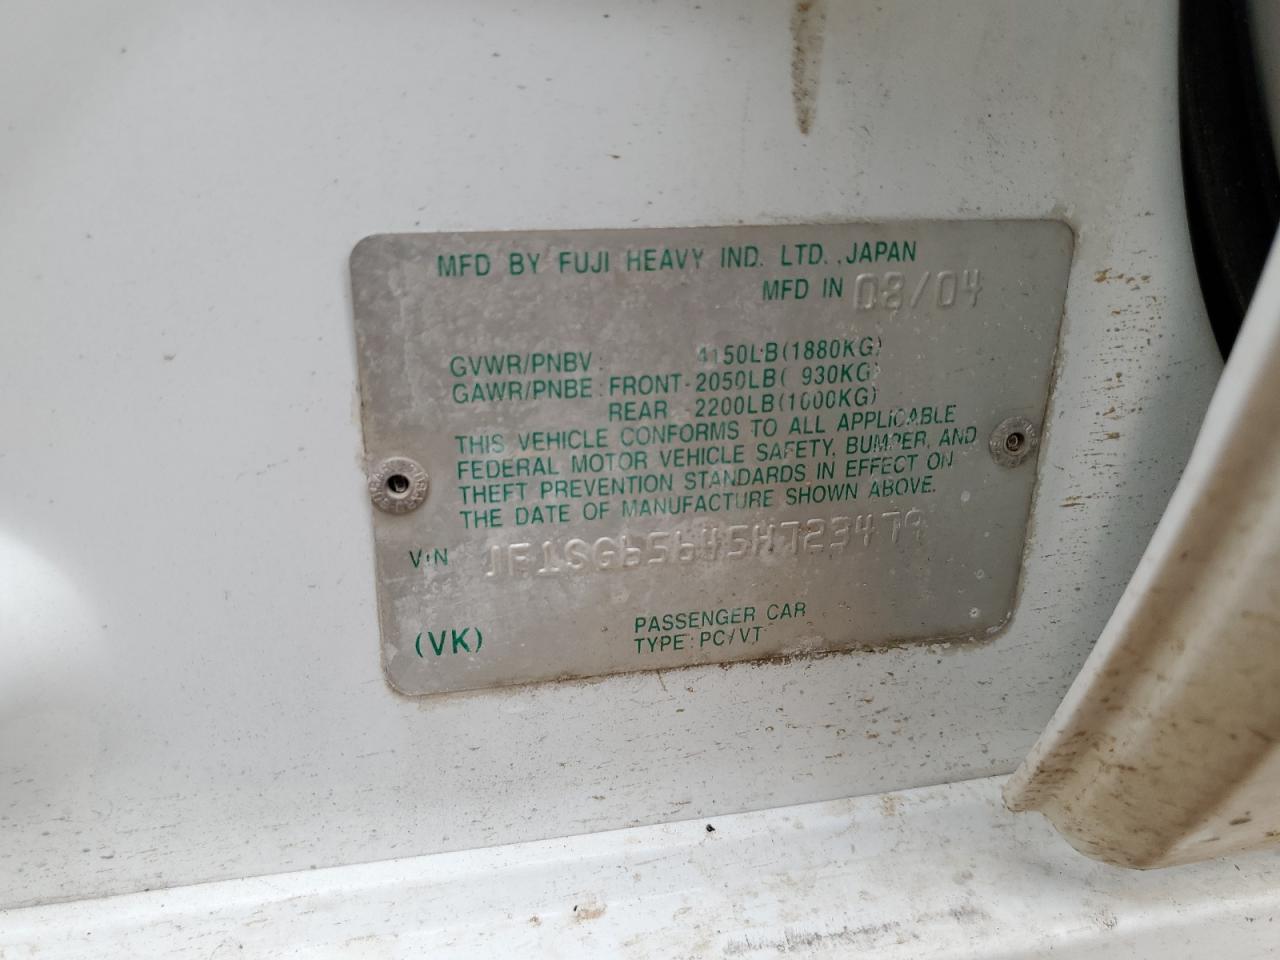 MFD BY FUJI HEAVY IND. LTD., JAPAN
MFD IN 08/04
GVWR/PNBV : 4150LB(1880KG)
GAWR/PNBE : FRONT-2050LB( 930KG)
REAR -2200LB(1000KG)
THIS VEHICLE CONFORMS TO ALL APPLICABLE
FEDERAL MOTOR VEHICLE SAFETY, BUMPER, AND
THEFT PREVENTION STANDARDS IN EFFECT ON
THE DATE OF MANUFACTURE SHOWN ABOVE.
VIN JF1SG65645H723479
PASSENGER CAR
(VK) TYPE : PC/VT